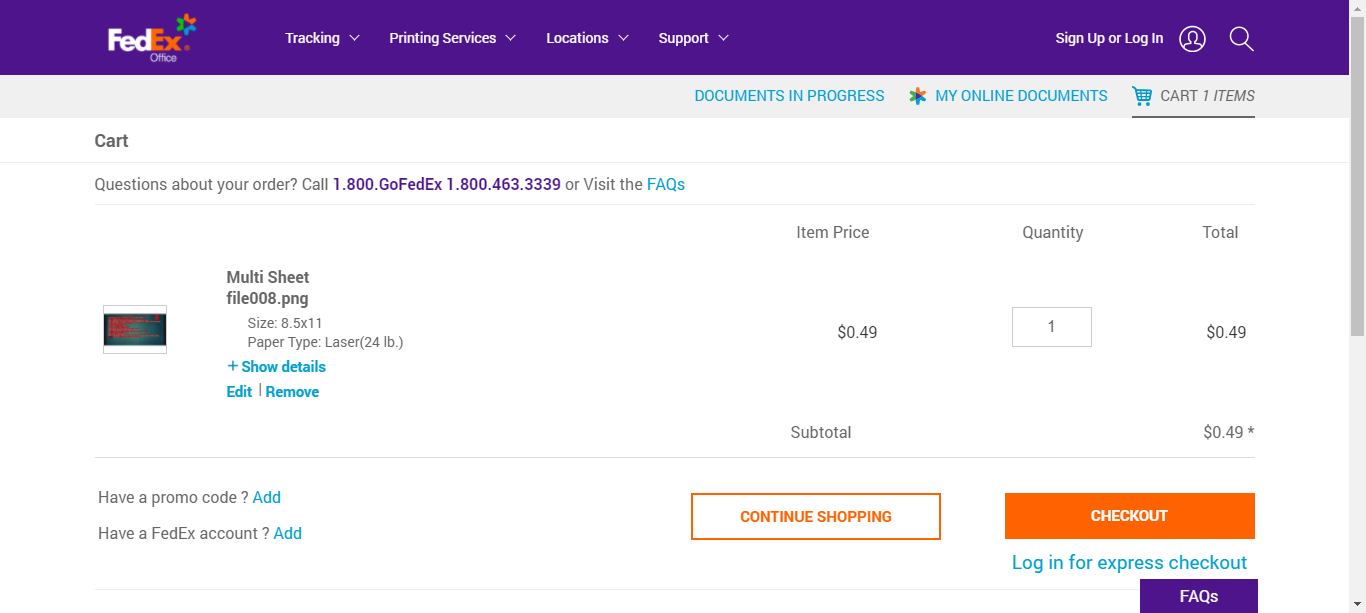 FedEx®
Office
Tracking
Printing Services
Locations
Support
Sign Up or Log In
DOCUMENTS IN PROGRESS
MY ONLINE DOCUMENTS
CART 1 ITEMS
Cart
Questions about your order? Call 1.800.GoFedEx 1.800.463.3339 or Visit the FAQs
Item Price Quantity Total
Multi Sheet
file008.png
Size: 8.5x11
Paper Type: Laser(24 lb.)
$0.49 1 $0.49
+ Show details
Edit | Remove
Subtotal $0.49 *
Have a promo code ? Add
Have a FedEx account ? Add
CONTINUE SHOPPING
CHECKOUT
Log in for express checkout
FAQs